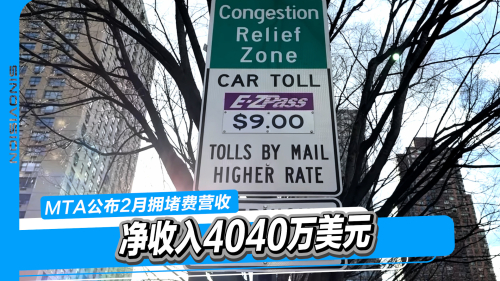 Congestion
Relief
Zone
CAR TOLL
E-ZPass
$9.00
TOLLS BY MAIL
HIGHER RATE
MTA公布2月拥堵费营收
净收入4040万美元